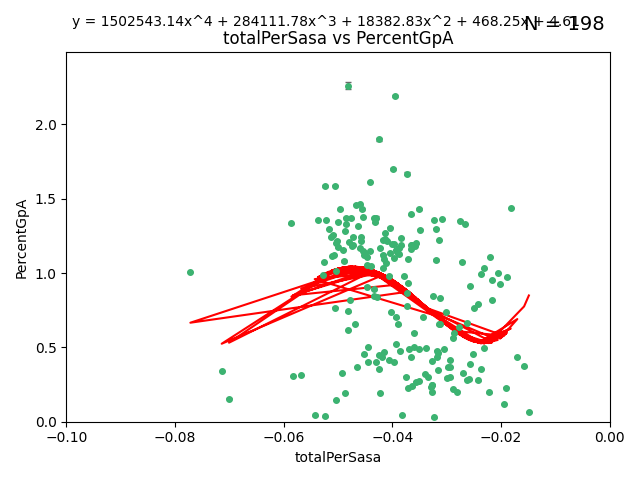 y = 1502543.14x^4 + 284111.78x^3 + 18382.83x^2 + 468.25x + 4.61
N = 198
totalPerSasa vs PercentGpA
PercentGpA
2.0
1.5
1.0
0.5
0.0
−0.10 −0.08 −0.06 −0.04 −0.02 0.00
totalPerSasa